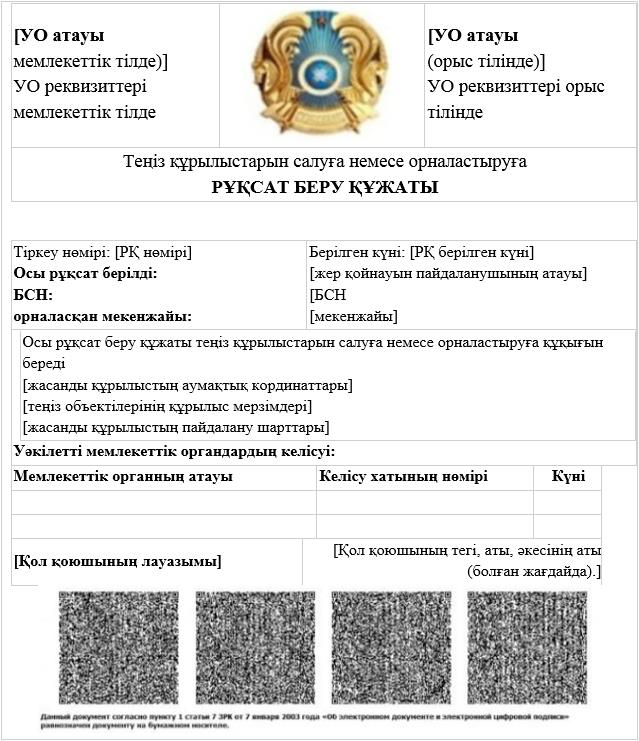 [УО атауы
мемлекеттік тілде)]
УО реквизиттері
мемлекеттік тілде
[УО атауы
(орыс тілінде)]
УО реквизиттері орыс
тілінде
Теңіз құрылыстарын салуға немесе орналастыруға
РҰҚСАТ БЕРУ ҚҰЖАТЫ
Тіркеу нөмірі: [РҚ нөмірі]
Берілген күні: [РҚ берілген күні]
Осы рұқсат берілді:
[жер қойнауын пайдаланушының атауы]
БСН:
[БСН
орналасқан мекенжайы:
[мекенжайы]
Осы рұқсат беру құжаты теңіз құрылыстарын салуға немесе орналастыруға құқығын
береді
[жасанды құрылыстың аумақтық кординаттары]
[теңіз объектілерінің құрылыс мерзімдері]
[жасанды құрылыстың пайдалану шарттары]
Уәкілетті мемлекеттік органдардың келісуі:
Мемлекеттік органның атауы
Келісу хатының нөмірі
Күні
[Қол қоюшының лауазымы]
[Қол қоюшының тегі, аты, әкесінің аты
(болған жағдайда).]
Данный документ согласно пункту 1 статьи 7 ЗРК от 7 января 2003 года «Об электронном документе и электронной цифровой подписи»
равнозначен документу на бумажном носителе.